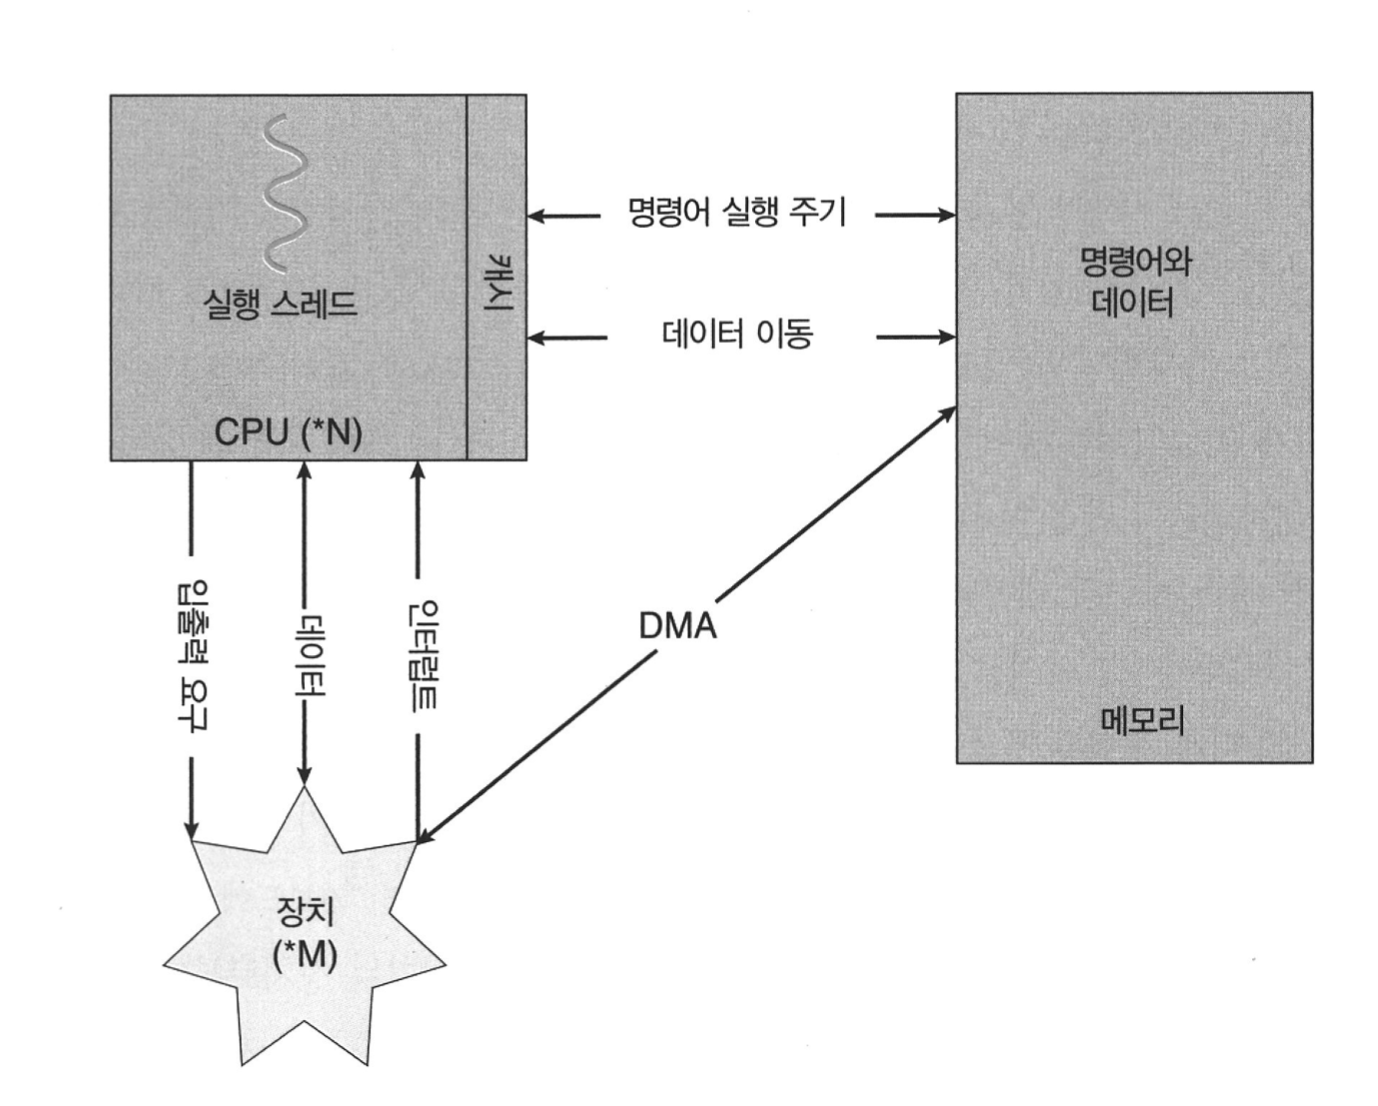 실행 스레드
CPU (*N)
캐시
명령어 실행 주기
데이터 이동
명령어와
데이터
메모리
입출력 요구
데이터
인터럽트
DMA
장치
(*M)